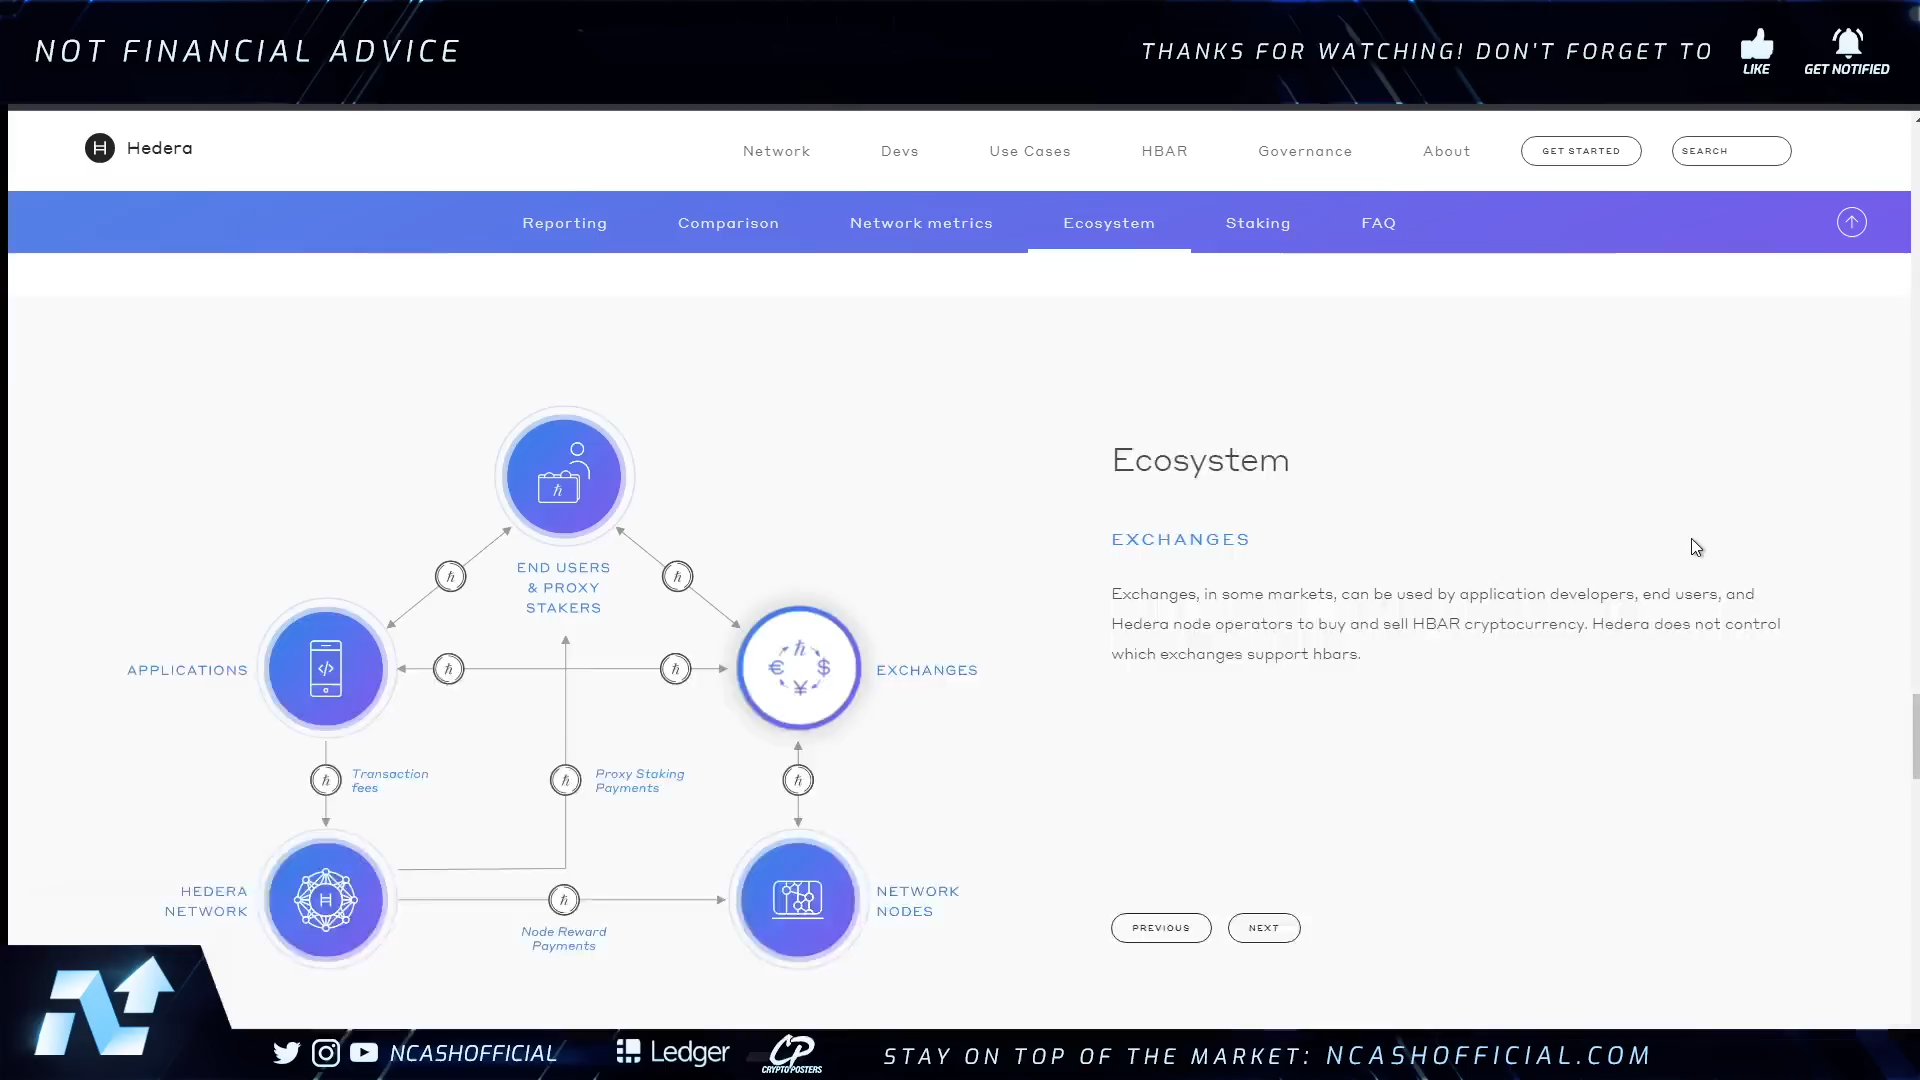 NOT FINANCIAL ADVICE
THANKS FOR WATCHING! DON'T FORGET TO
LIKE
GET NOTIFIED
Hedera
Network
Devs
Use Cases
HBAR
Governance
About
GET STARTED
SEARCH
Reporting
Comparison
Network metrics
Ecosystem
Staking
FAQ
END USERS
& PROXY
STAKERS
APPLICATIONS
EXCHANGES
Transaction
fees
Proxy Staking
Payments
HEDERA
NETWORK
NETWORK
NODES
Node Reward
Payments
Ecosystem
EXCHANGES
Exchanges, in some markets, can be used by application developers, end users, and
Hedera node operators to buy and sell HBAR cryptocurrency. Hedera does not control
which exchanges support hbars.
PREVIOUS
NEXT
NCASHOFFICIAL
Ledger
CP
CRYPTOPOSTERS
STAY ON TOP OF THE MARKET: NCASHOFFICIAL.COM